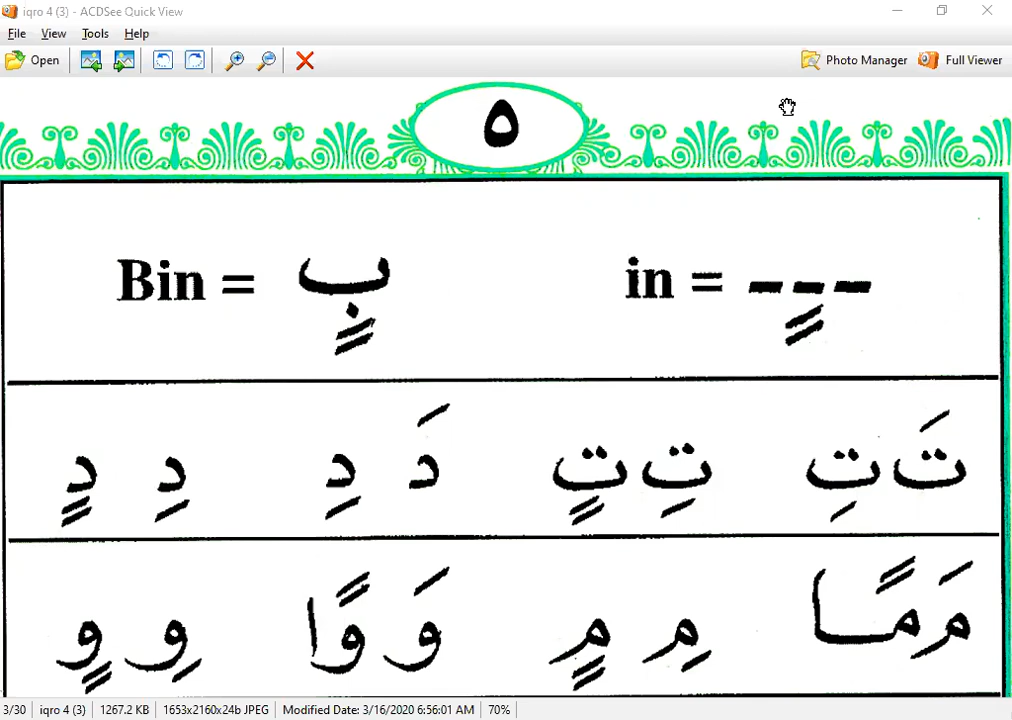 iqro 4 (3) - ACDSee Quick View
File View Tools Help
Open Photo Manager Full Viewer
٥
ـٍ = in بٍ = Bin
تَ تِ تِ تٍ دَ دِ دِ دٍ
مَ مًا مِ مٍ وَ وًا وِ وٍ
3/30 iqro 4 (3) 1267.2 KB 1653x2160x24b JPEG Modified Date: 3/16/2020 6:56:01 AM 70%